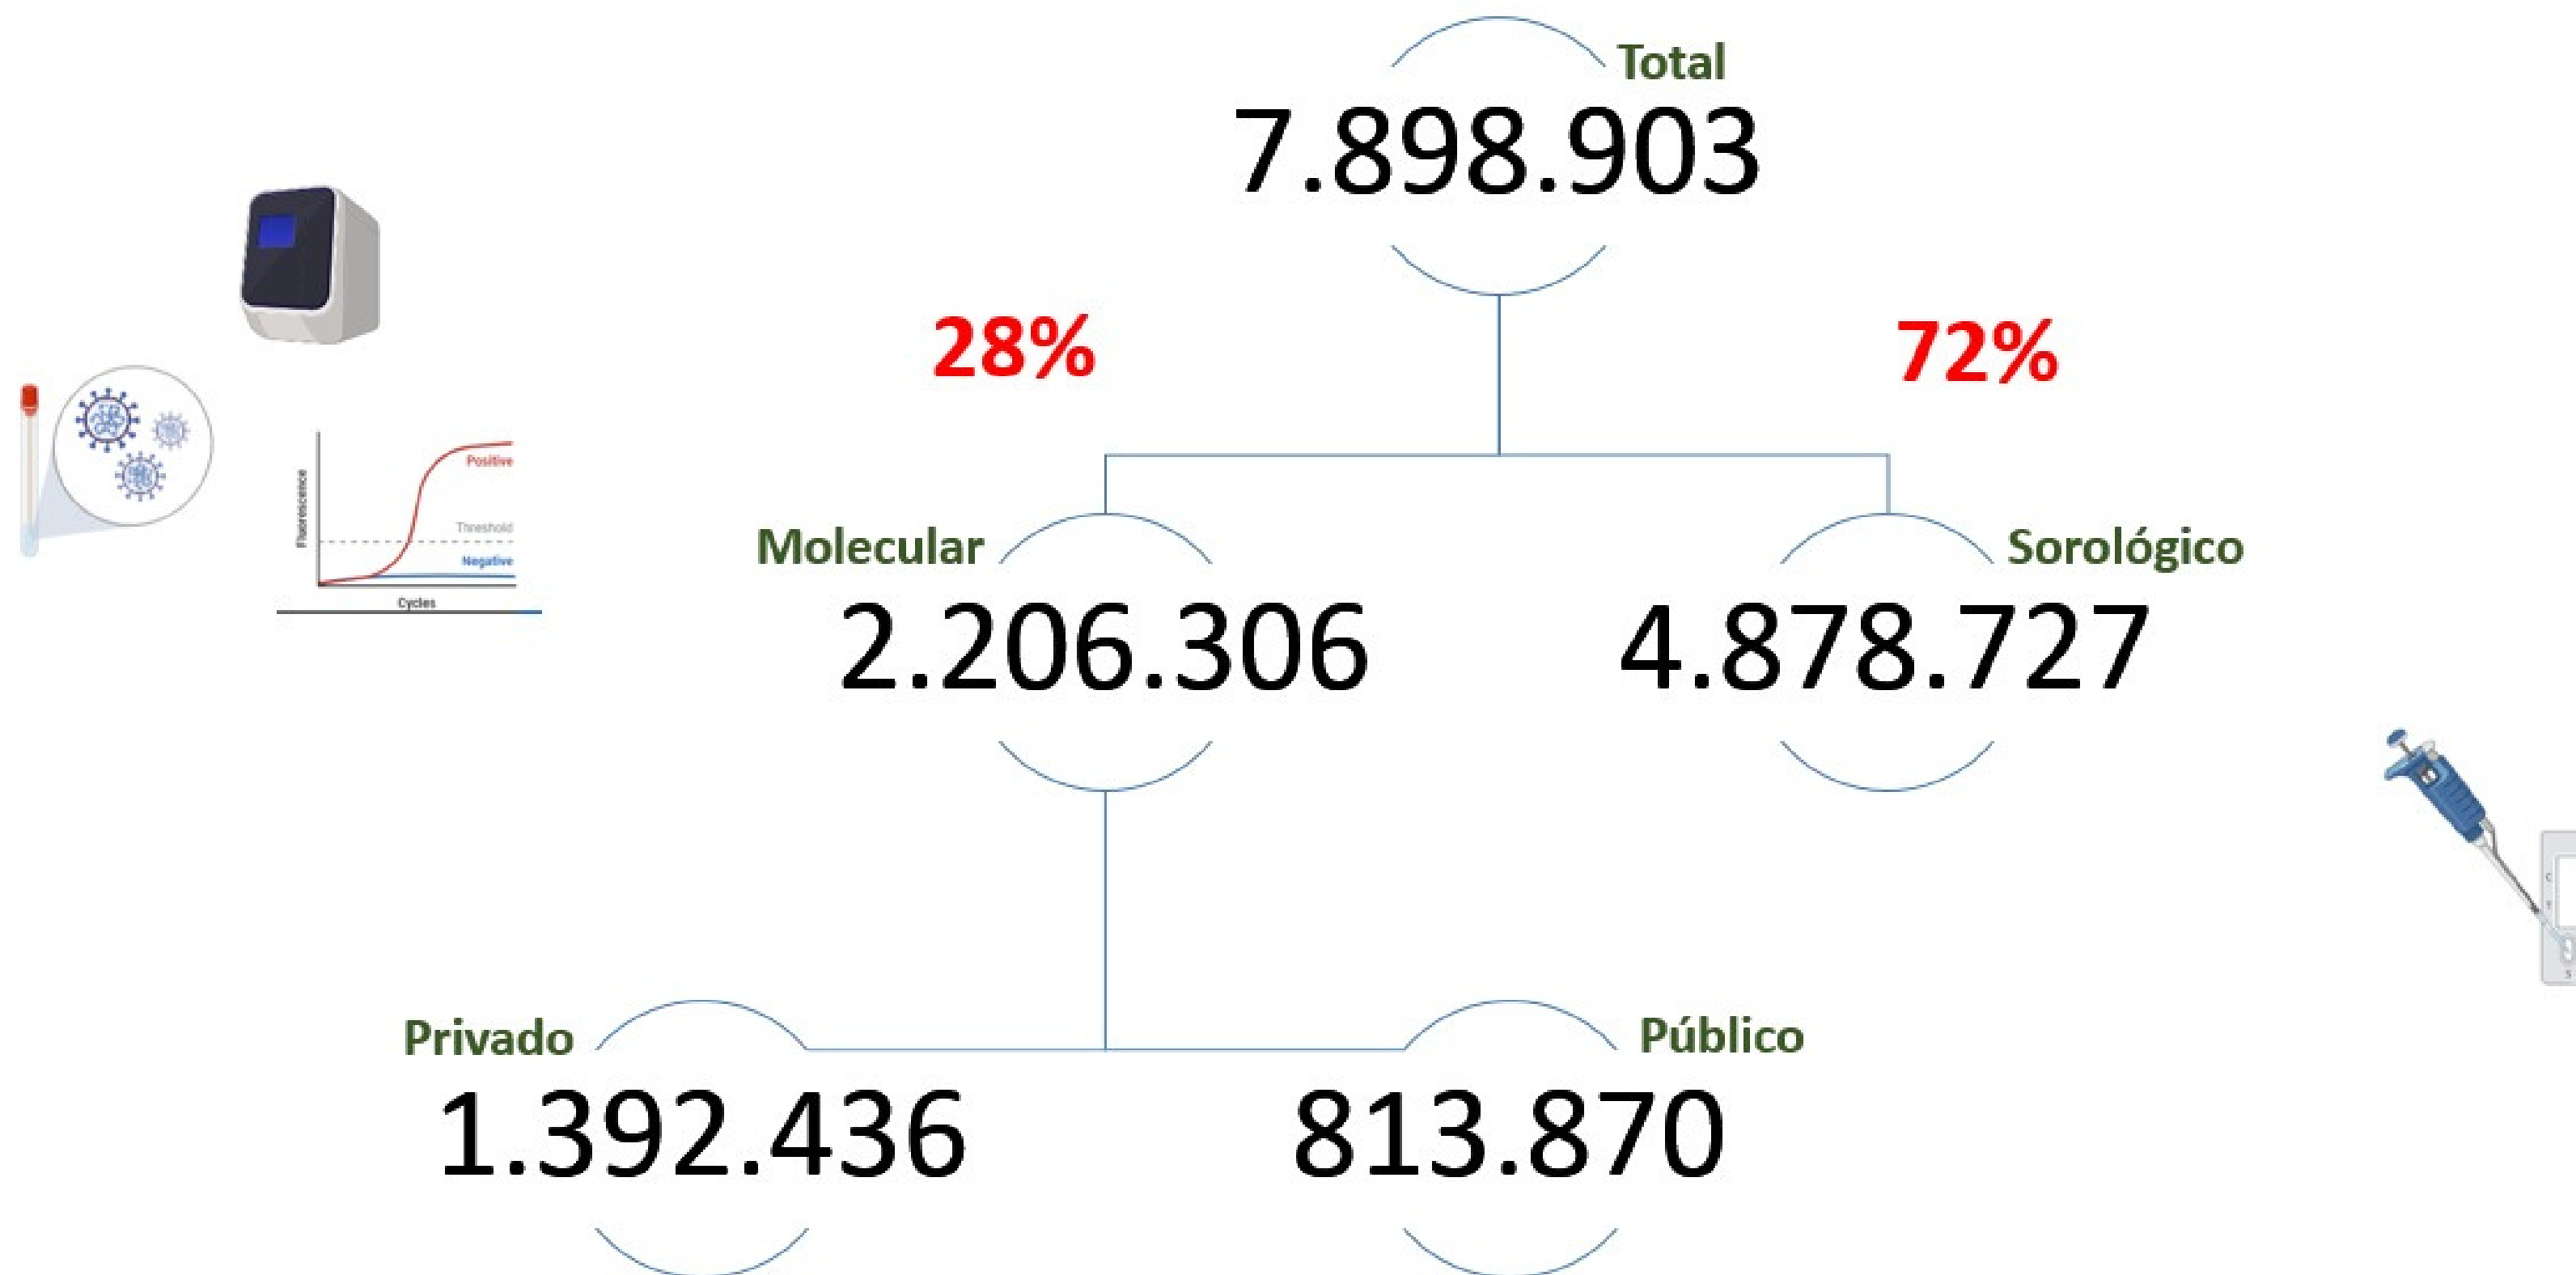 Total
7.898.903
28%
72%
Positive
Fluorescence
Threshold
Negative
Cycles
Molecular
2.206.306
Sorológico
4.878.727
C
T
S
Privado
1.392.436
Público
813.870